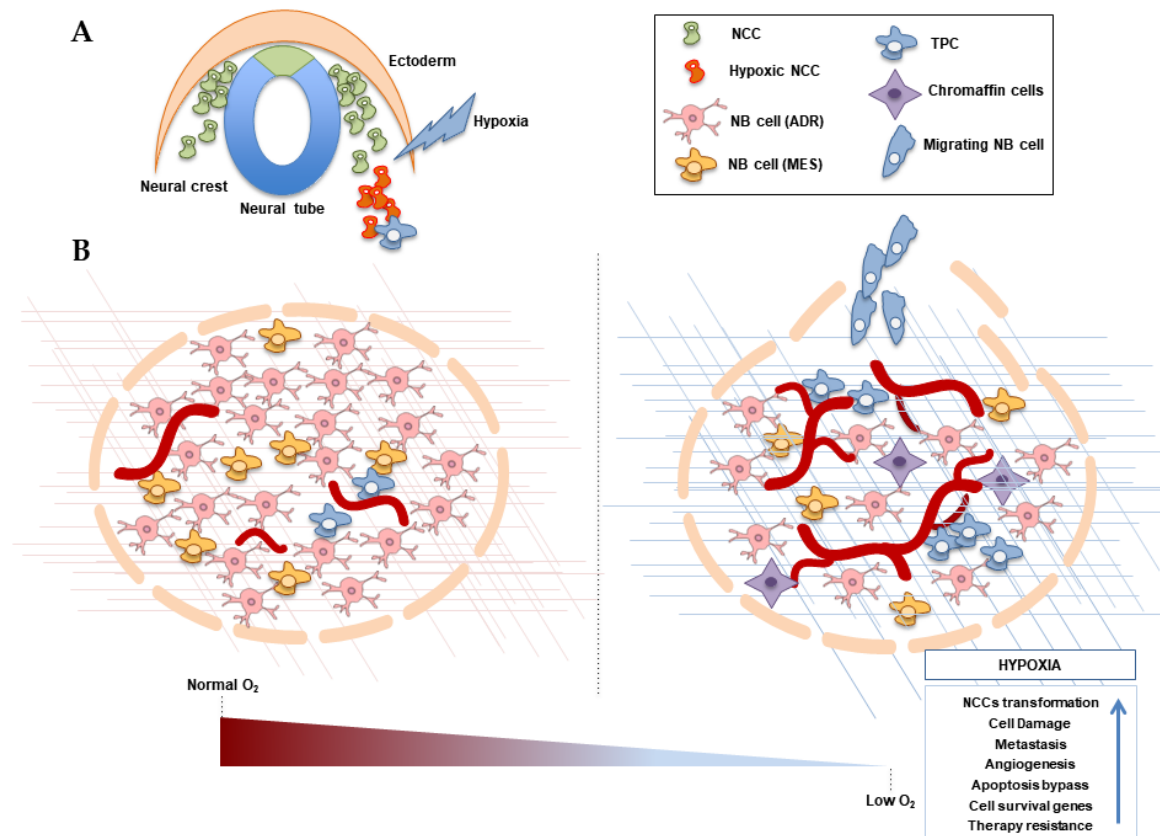 A
Ectoderm
Hypoxia
Neural crest
Neural tube
NCC
Hypoxic NCC
NB cell (ADR)
NB cell (MES)
TPC
Chromaffin cells
Migrating NB cell
B
Normal O₂
Low O₂
HYPOXIA
NCCs transformation
Cell Damage
Metastasis
Angiogenesis
Apoptosis bypass
Cell survival genes
Therapy resistance